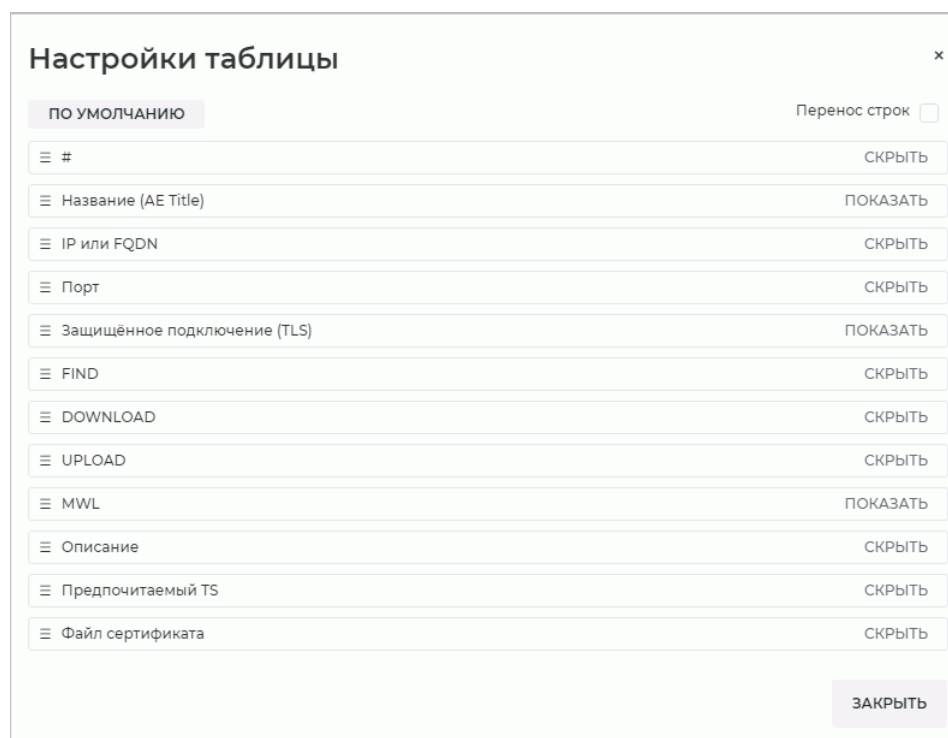 Настройки таблицы ×
ПО УМОЛЧАНИЮ Перенос строк
# СКРЫТЬ
Название (AE Title) ПОКАЗАТЬ
IP или FQDN СКРЫТЬ
Порт СКРЫТЬ
Защищённое подключение (TLS) ПОКАЗАТЬ
FIND СКРЫТЬ
DOWNLOAD СКРЫТЬ
UPLOAD СКРЫТЬ
MWL ПОКАЗАТЬ
Описание СКРЫТЬ
Предпочитаемый TS СКРЫТЬ
Файл сертификата СКРЫТЬ
ЗАКРЫТЬ